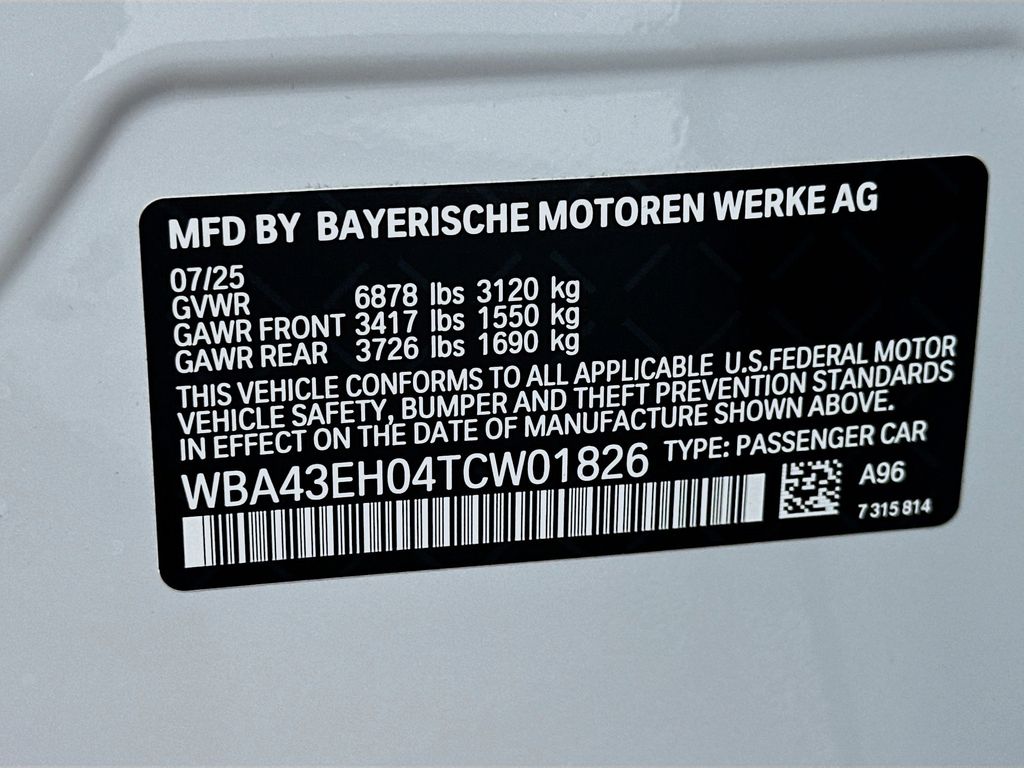 MFD BY BAYERISCHE MOTOREN WERKE AG
07/25
GVWR 6878 lbs 3120 kg
GAWR FRONT 3417 lbs 1550 kg
GAWR REAR 3726 lbs 1690 kg
THIS VEHICLE CONFORMS TO ALL APPLICABLE U.S.FEDERAL MOTOR
VEHICLE SAFETY, BUMPER AND THEFT PREVENTION STANDARDS
IN EFFECT ON THE DATE OF MANUFACTURE SHOWN ABOVE.
WBA43EH04TCW01826 TYPE: PASSENGER CAR
A96
7 315 814